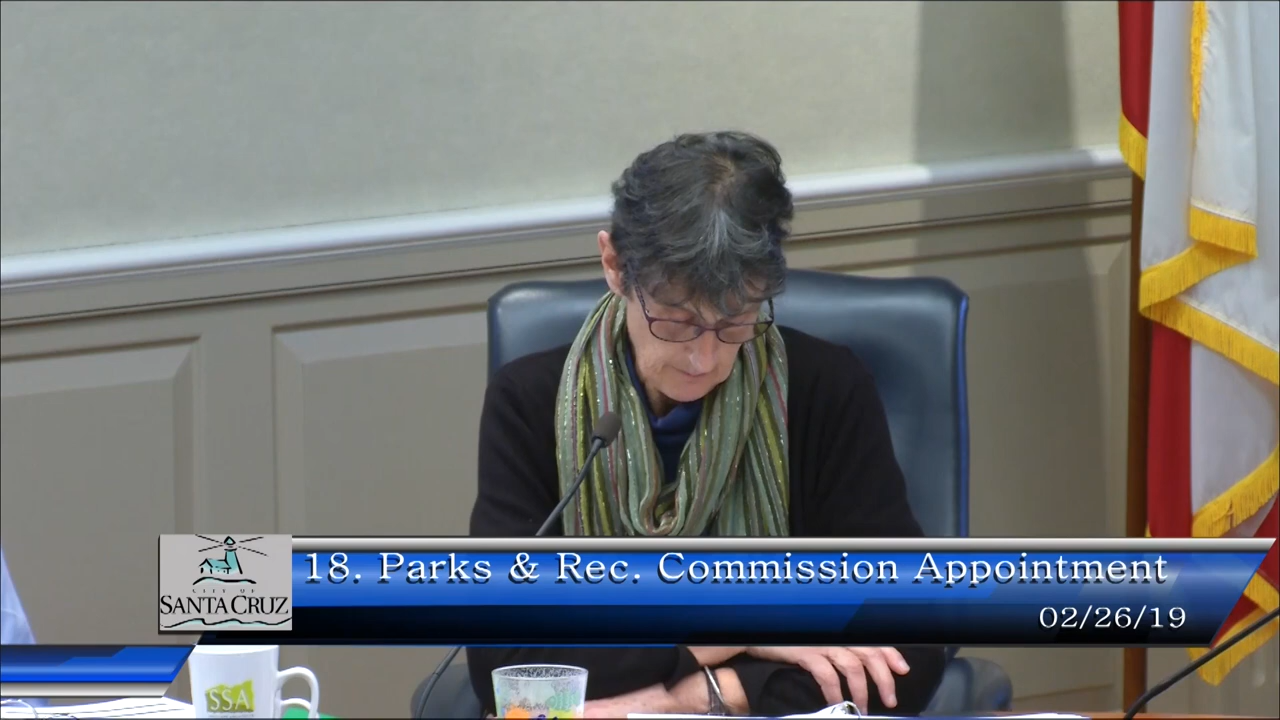 18. Parks & Rec. Commission Appointment
CITY OF
SANTA CRUZ
02/26/19
SSA